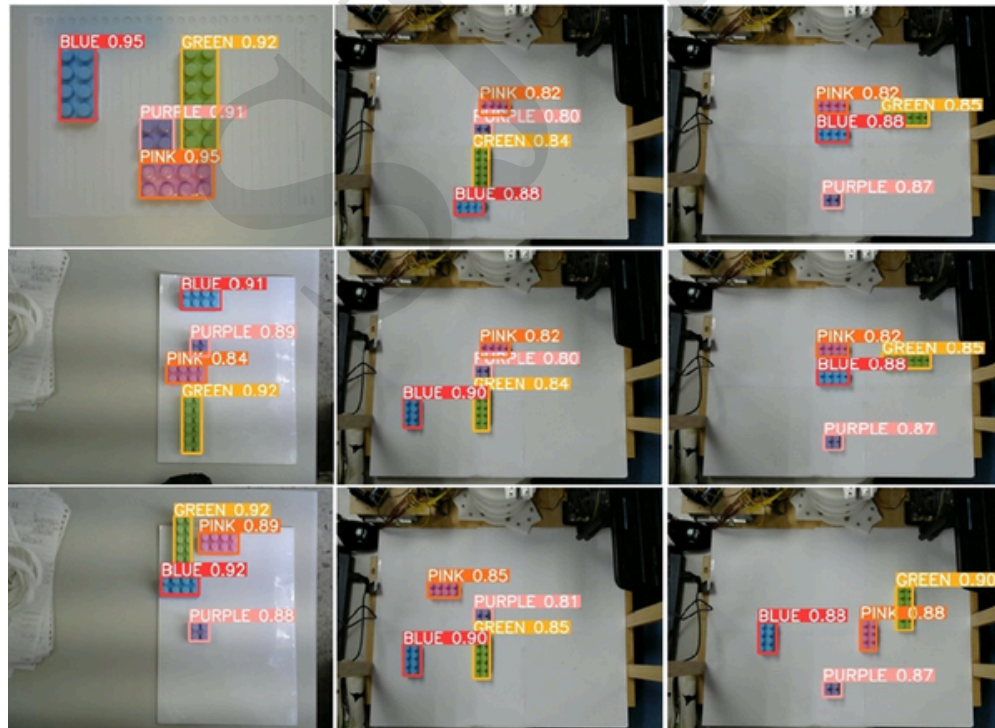 BLUE 0.95
GREEN 0.92
PURPLE 0.91
PINK 0.95
PINK 0.82
PURPLE 0.80
GREEN 0.84
BLUE 0.88
PINK 0.82
GREEN 0.85
BLUE 0.88
PURPLE 0.87
BLUE 0.91
PURPLE 0.89
PINK 0.84
GREEN 0.92
PINK 0.82
PURPLE 0.80
GREEN 0.84
BLUE 0.90
PINK 0.82
GREEN 0.85
BLUE 0.88
PURPLE 0.87
GREEN 0.92
PINK 0.89
BLUE 0.92
PURPLE 0.88
PINK 0.85
PURPLE 0.81
GREEN 0.85
BLUE 0.90
GREEN 0.90
BLUE 0.88
PINK 0.88
PURPLE 0.87